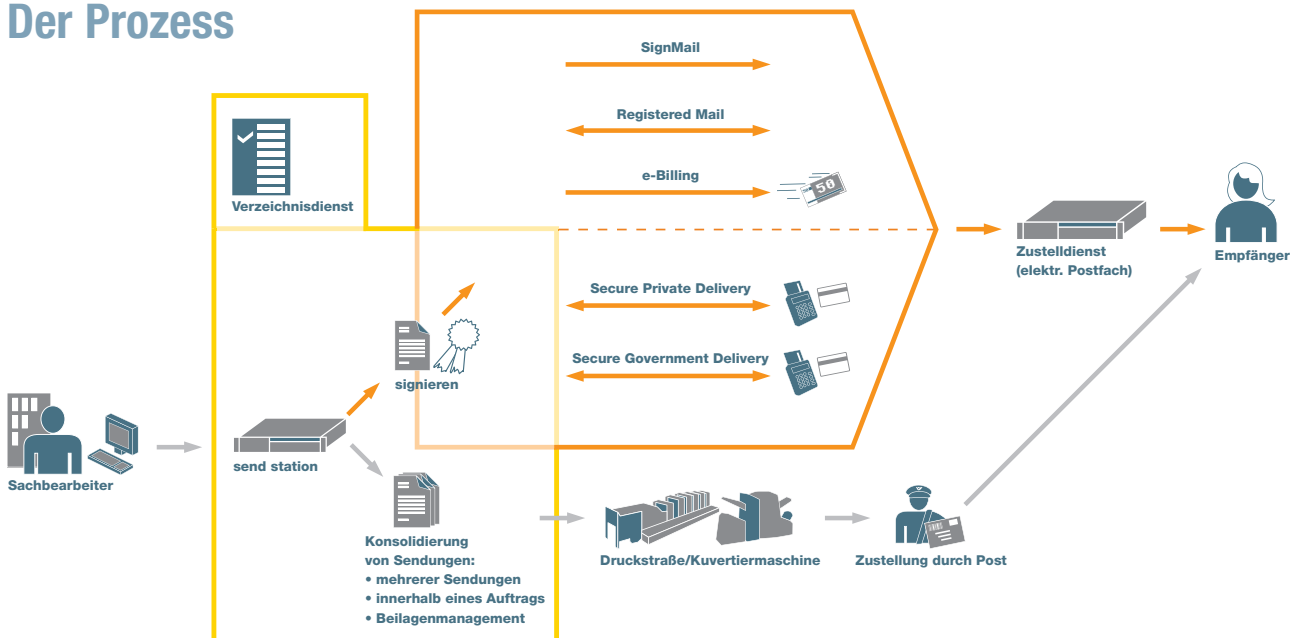 Der Prozess
SignMail
Registered Mail
e-Billing
50
Verzeichnisdienst
Zustelldienst
(elektr. Postfach)
Empfänger
Secure Private Delivery
Secure Government Delivery
signieren
send station
Sachbearbeiter
Konsolidierung
von Sendungen:
• mehrerer Sendungen
• innerhalb eines Auftrags
• Beilagenmanagement
Druckstraße/Kuvertiermaschine
Zustellung durch Post